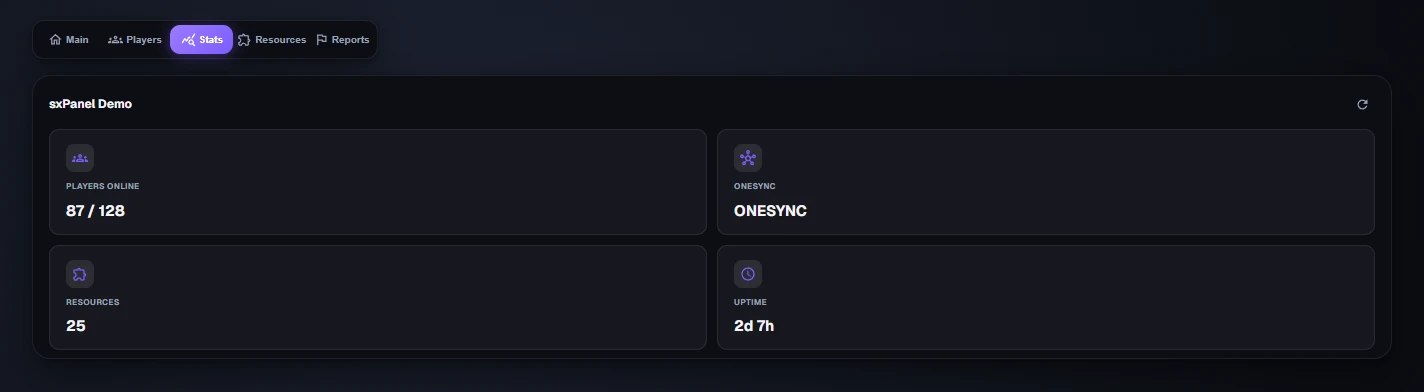 Main Players Stats Resources Reports
sxPanel Demo
PLAYERS ONLINE
87 / 128
ONESYNC
ONESYNC
RESOURCES
25
UPTIME
2d 7h